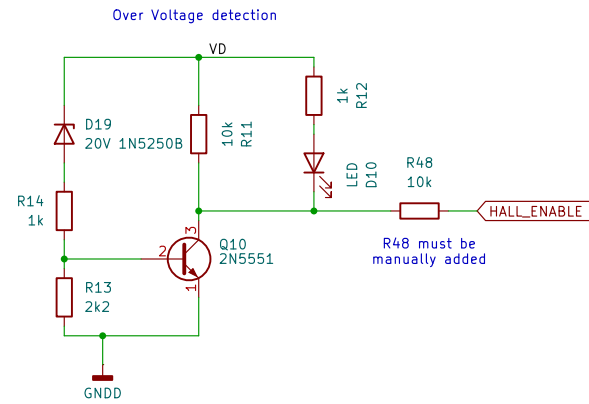 Over Voltage detection
VD
1k
R12
D19
20V 1N5250B
10k
R11
LED
D10
R48
10k
R14
1k
HALL_ENABLE
3
Q10
2N5551
2
R48 must be
manually added
R13
2k2
1
GNDD